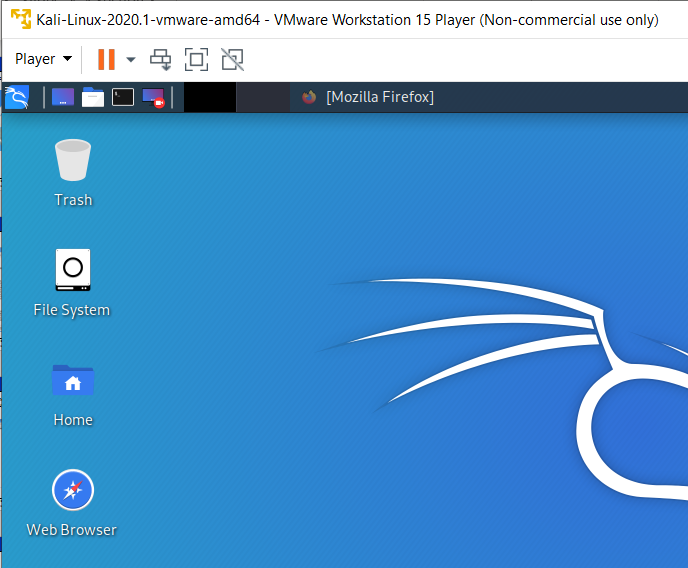 Kali-Linux-2020.1-vmware-amd64 - VMware Workstation 15 Player (Non-commercial use only)
Player
[Mozilla Firefox]
Trash
File System
Home
Web Browser